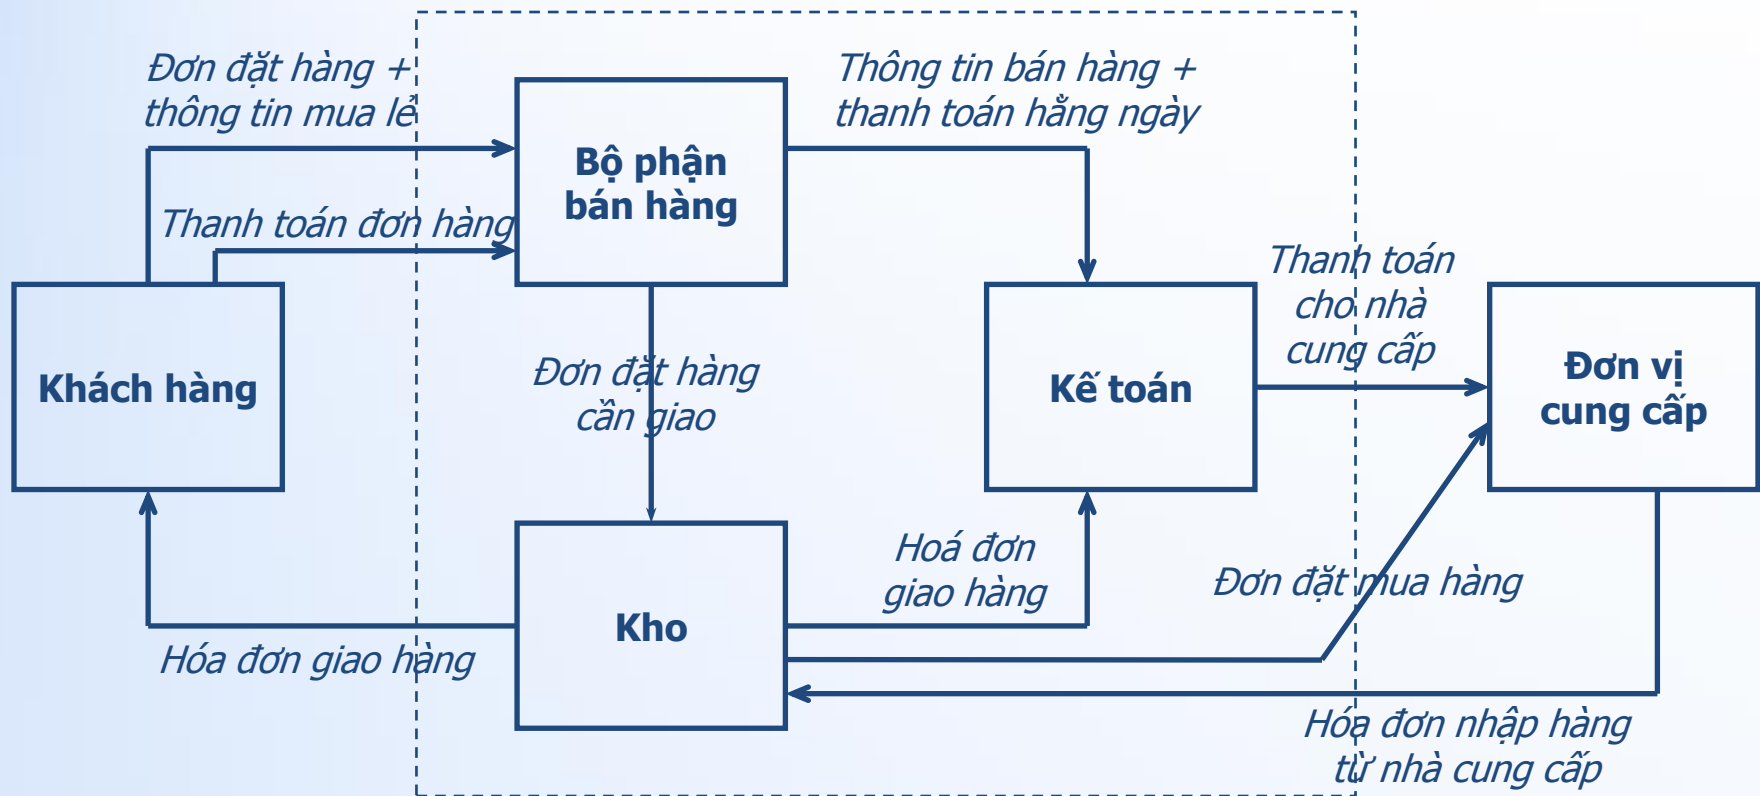 Đơn đặt hàng +
thông tin mua lẻ
Thông tin bán hàng +
thanh toán hằng ngày
Bộ phận
bán hàng
Thanh toán đơn hàng
Thanh toán
cho nhà
cung cấp
Khách hàng
Đơn đặt hàng
cần giao
Kế toán
Đơn vị
cung cấp
Hoá đơn
giao hàng
Đơn đặt mua hàng
Kho
Hóa đơn giao hàng
Hóa đơn nhập hàng
từ nhà cung cấp